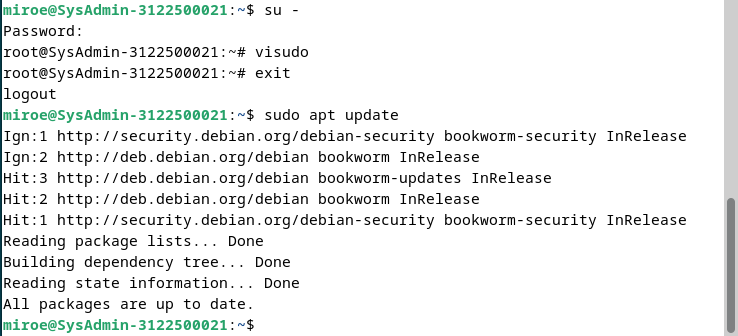 miroe@SysAdmin-3122500021:~$ su -
Password:
root@SysAdmin-3122500021:~# visudo
root@SysAdmin-3122500021:~# exit
logout
miroe@SysAdmin-3122500021:~$ sudo apt update
Ign:1 http://security.debian.org/debian-security bookworm-security InRelease
Ign:2 http://deb.debian.org/debian bookworm InRelease
Hit:3 http://deb.debian.org/debian bookworm-updates InRelease
Hit:2 http://deb.debian.org/debian bookworm InRelease
Hit:1 http://security.debian.org/debian-security bookworm-security InRelease
Reading package lists... Done
Building dependency tree... Done
Reading state information... Done
All packages are up to date.
miroe@SysAdmin-3122500021:~$